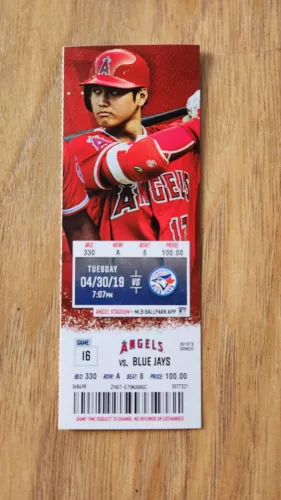 A
ANGELS
17
SEC: ROW: SEAT: PRICE:
330 A 6 100.00
TUESDAY
04/30/19
7:07PM
VS
ANGEL STADIUM • MLB BALLPARK APP
GAME
16
ANGELS
VS. BLUE JAYS
SEC: 330 ROW: A SEAT: 6 PRICE: 100.00
GAME TIME SUBJECT TO CHANGE. NO REFUNDS OR EXCHANGES.